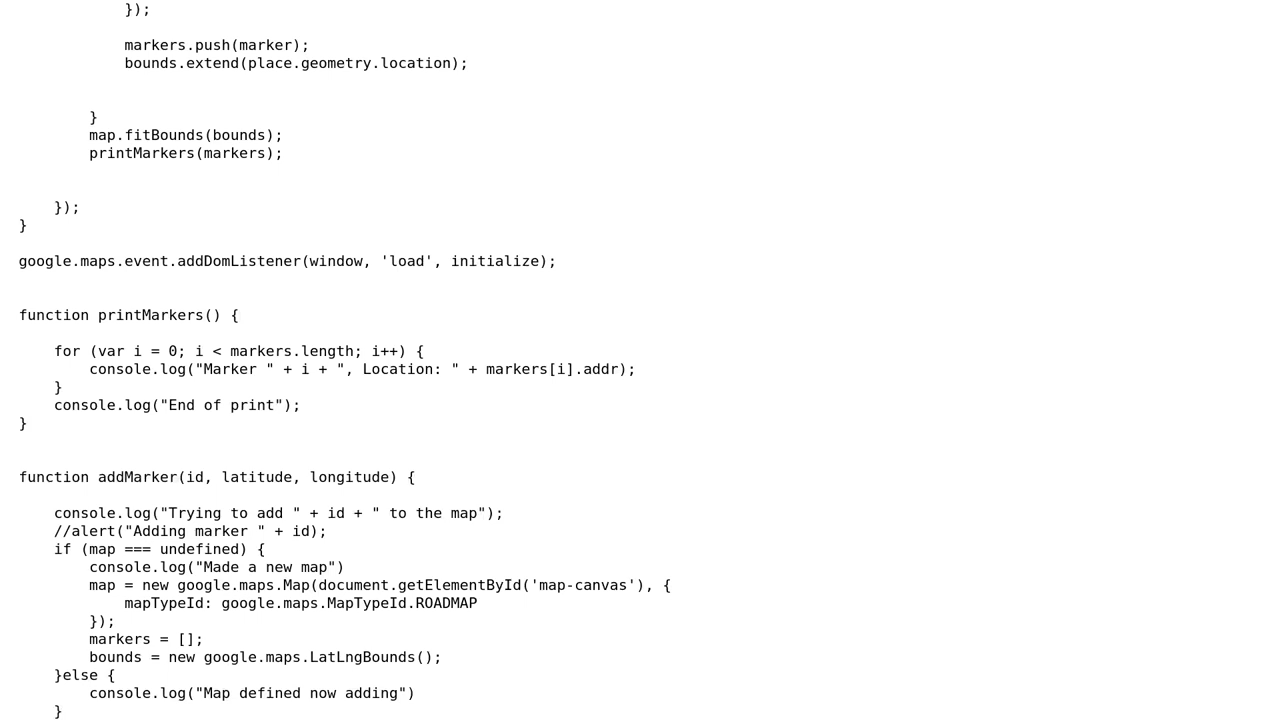 });
markers.push(marker);
bounds.extend(place.geometry.location);
}
map.fitBounds(bounds);
printMarkers(markers);
});
}
google.maps.event.addDomListener(window, 'load', initialize);
function printMarkers() {
for (var i = 0; i < markers.length; i++) {
console.log("Marker " + i + ", Location: " + markers[i].addr);
}
console.log("End of print");
}
function addMarker(id, latitude, longitude) {
console.log("Trying to add " + id + " to the map");
//alert("Adding marker " + id);
if (map === undefined) {
console.log("Made a new map")
map = new google.maps.Map(document.getElementById('map-canvas'), {
mapTypeId: google.maps.MapTypeId.ROADMAP
});
markers = [];
bounds = new google.maps.LatLngBounds();
}else {
console.log("Map defined now adding")
}